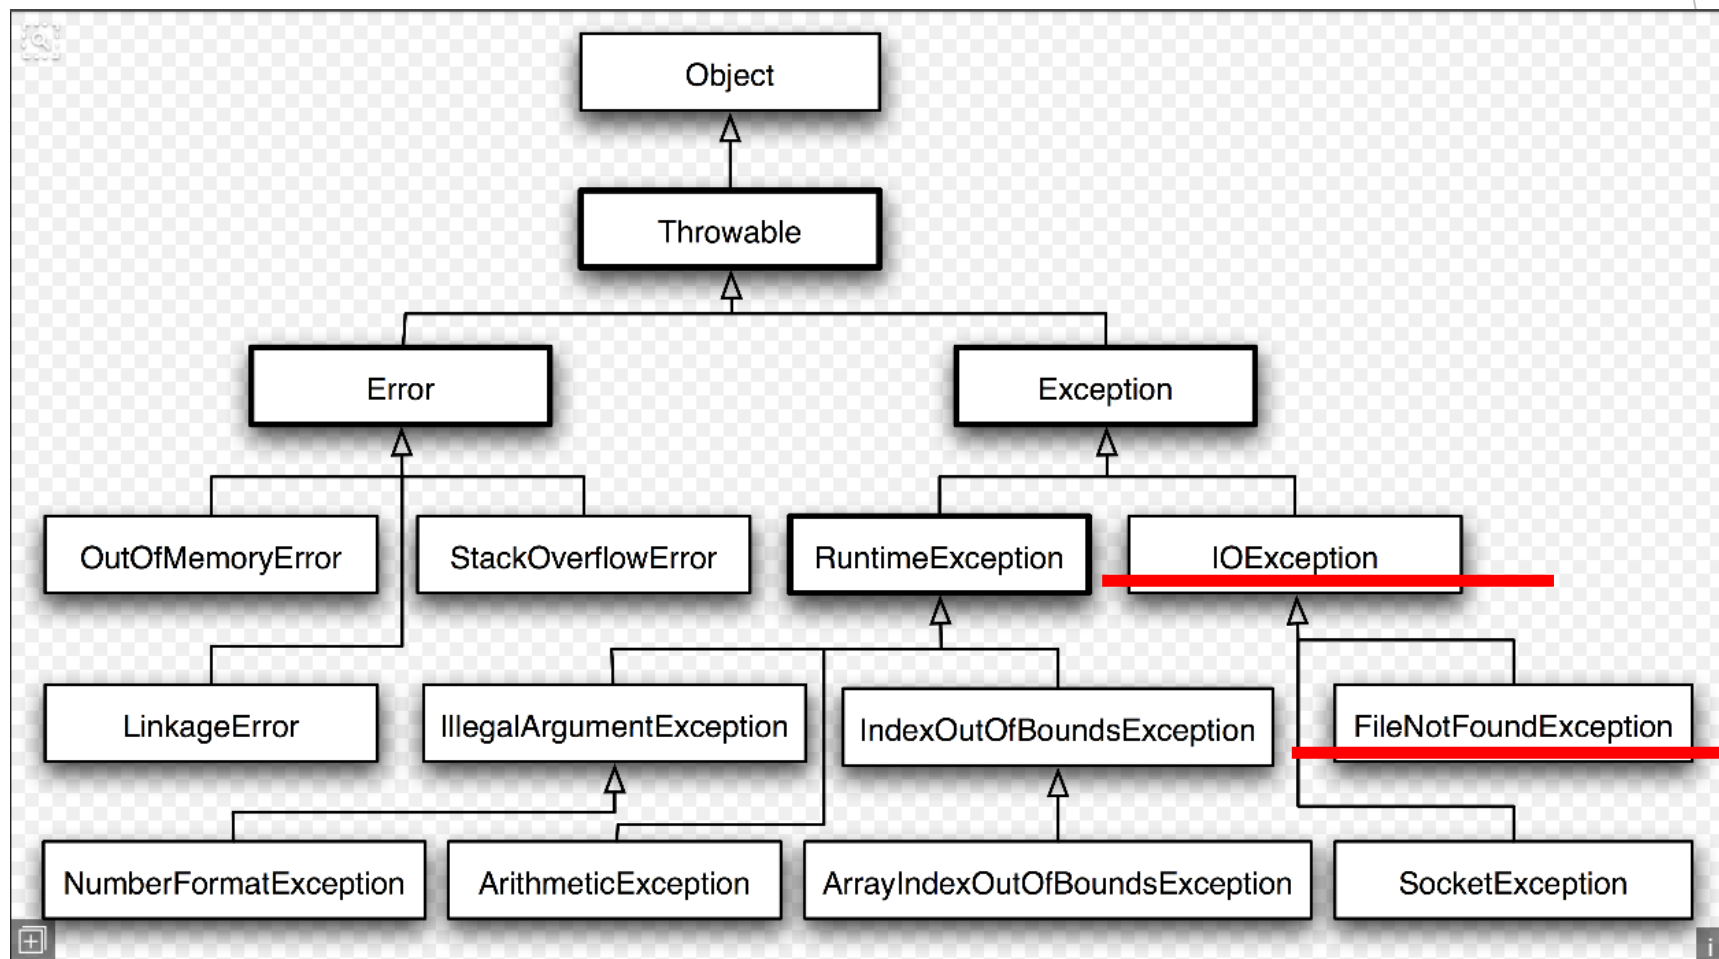 Object
Throwable
Error
Exception
OutOfMemoryError
StackOverflowError
RuntimeException
IOException
LinkageError
IllegalArgumentException
IndexOutOfBoundsException
FileNotFoundException
NumberFormatException
ArithmeticException
ArrayIndexOutOfBoundsException
SocketException
i